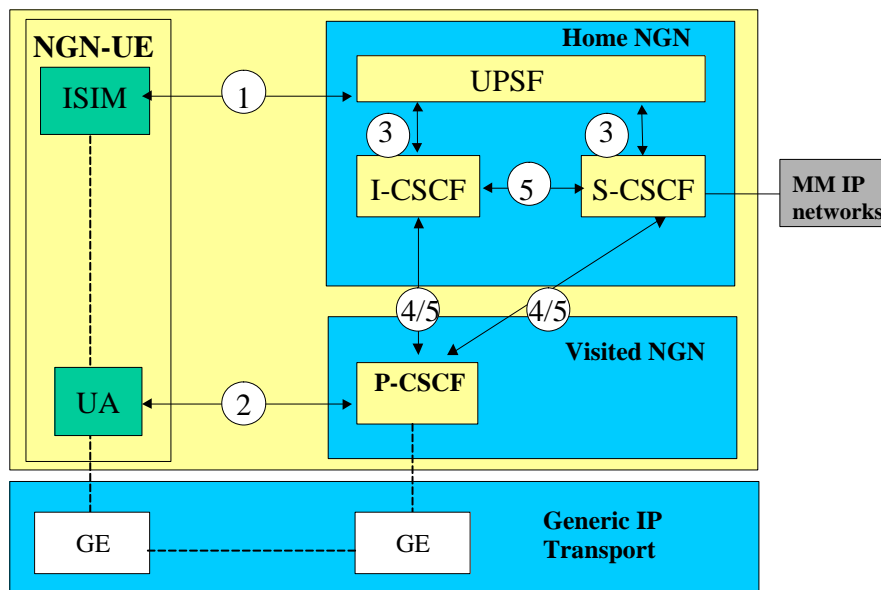 Home NGN
NGN-UE
ISIM
1
UPSF
3
3
I-CSCF
5
S-CSCF
MM IP
networks
4/5
4/5
Visited NGN
P-CSCF
UA
2
GE
GE
Generic IP
Transport